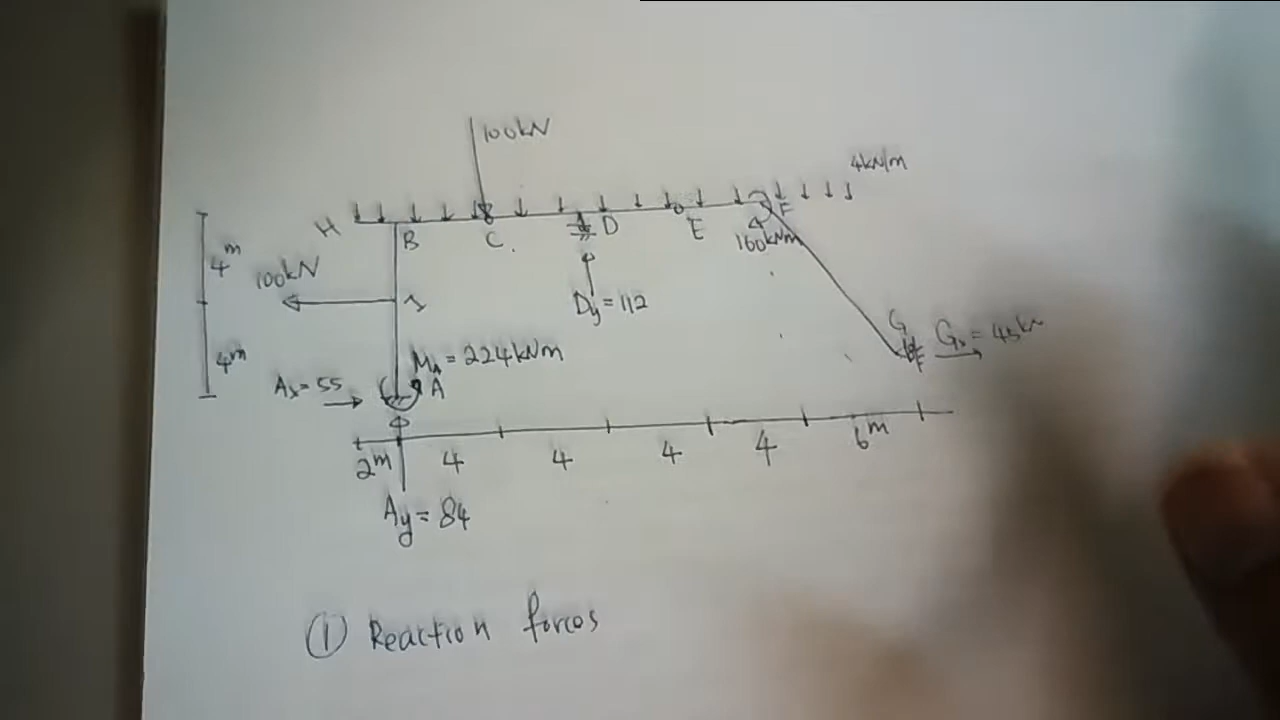 100kN
4kN/m
H
B
C
D
E
F
160kNm
4m
100kN
Dy = 112
G
Gx = 45k
4m
MA = 224kNm
Ax = 55
A
2m 4 4 4 4 6m
Ay = 84
① Reaction forces